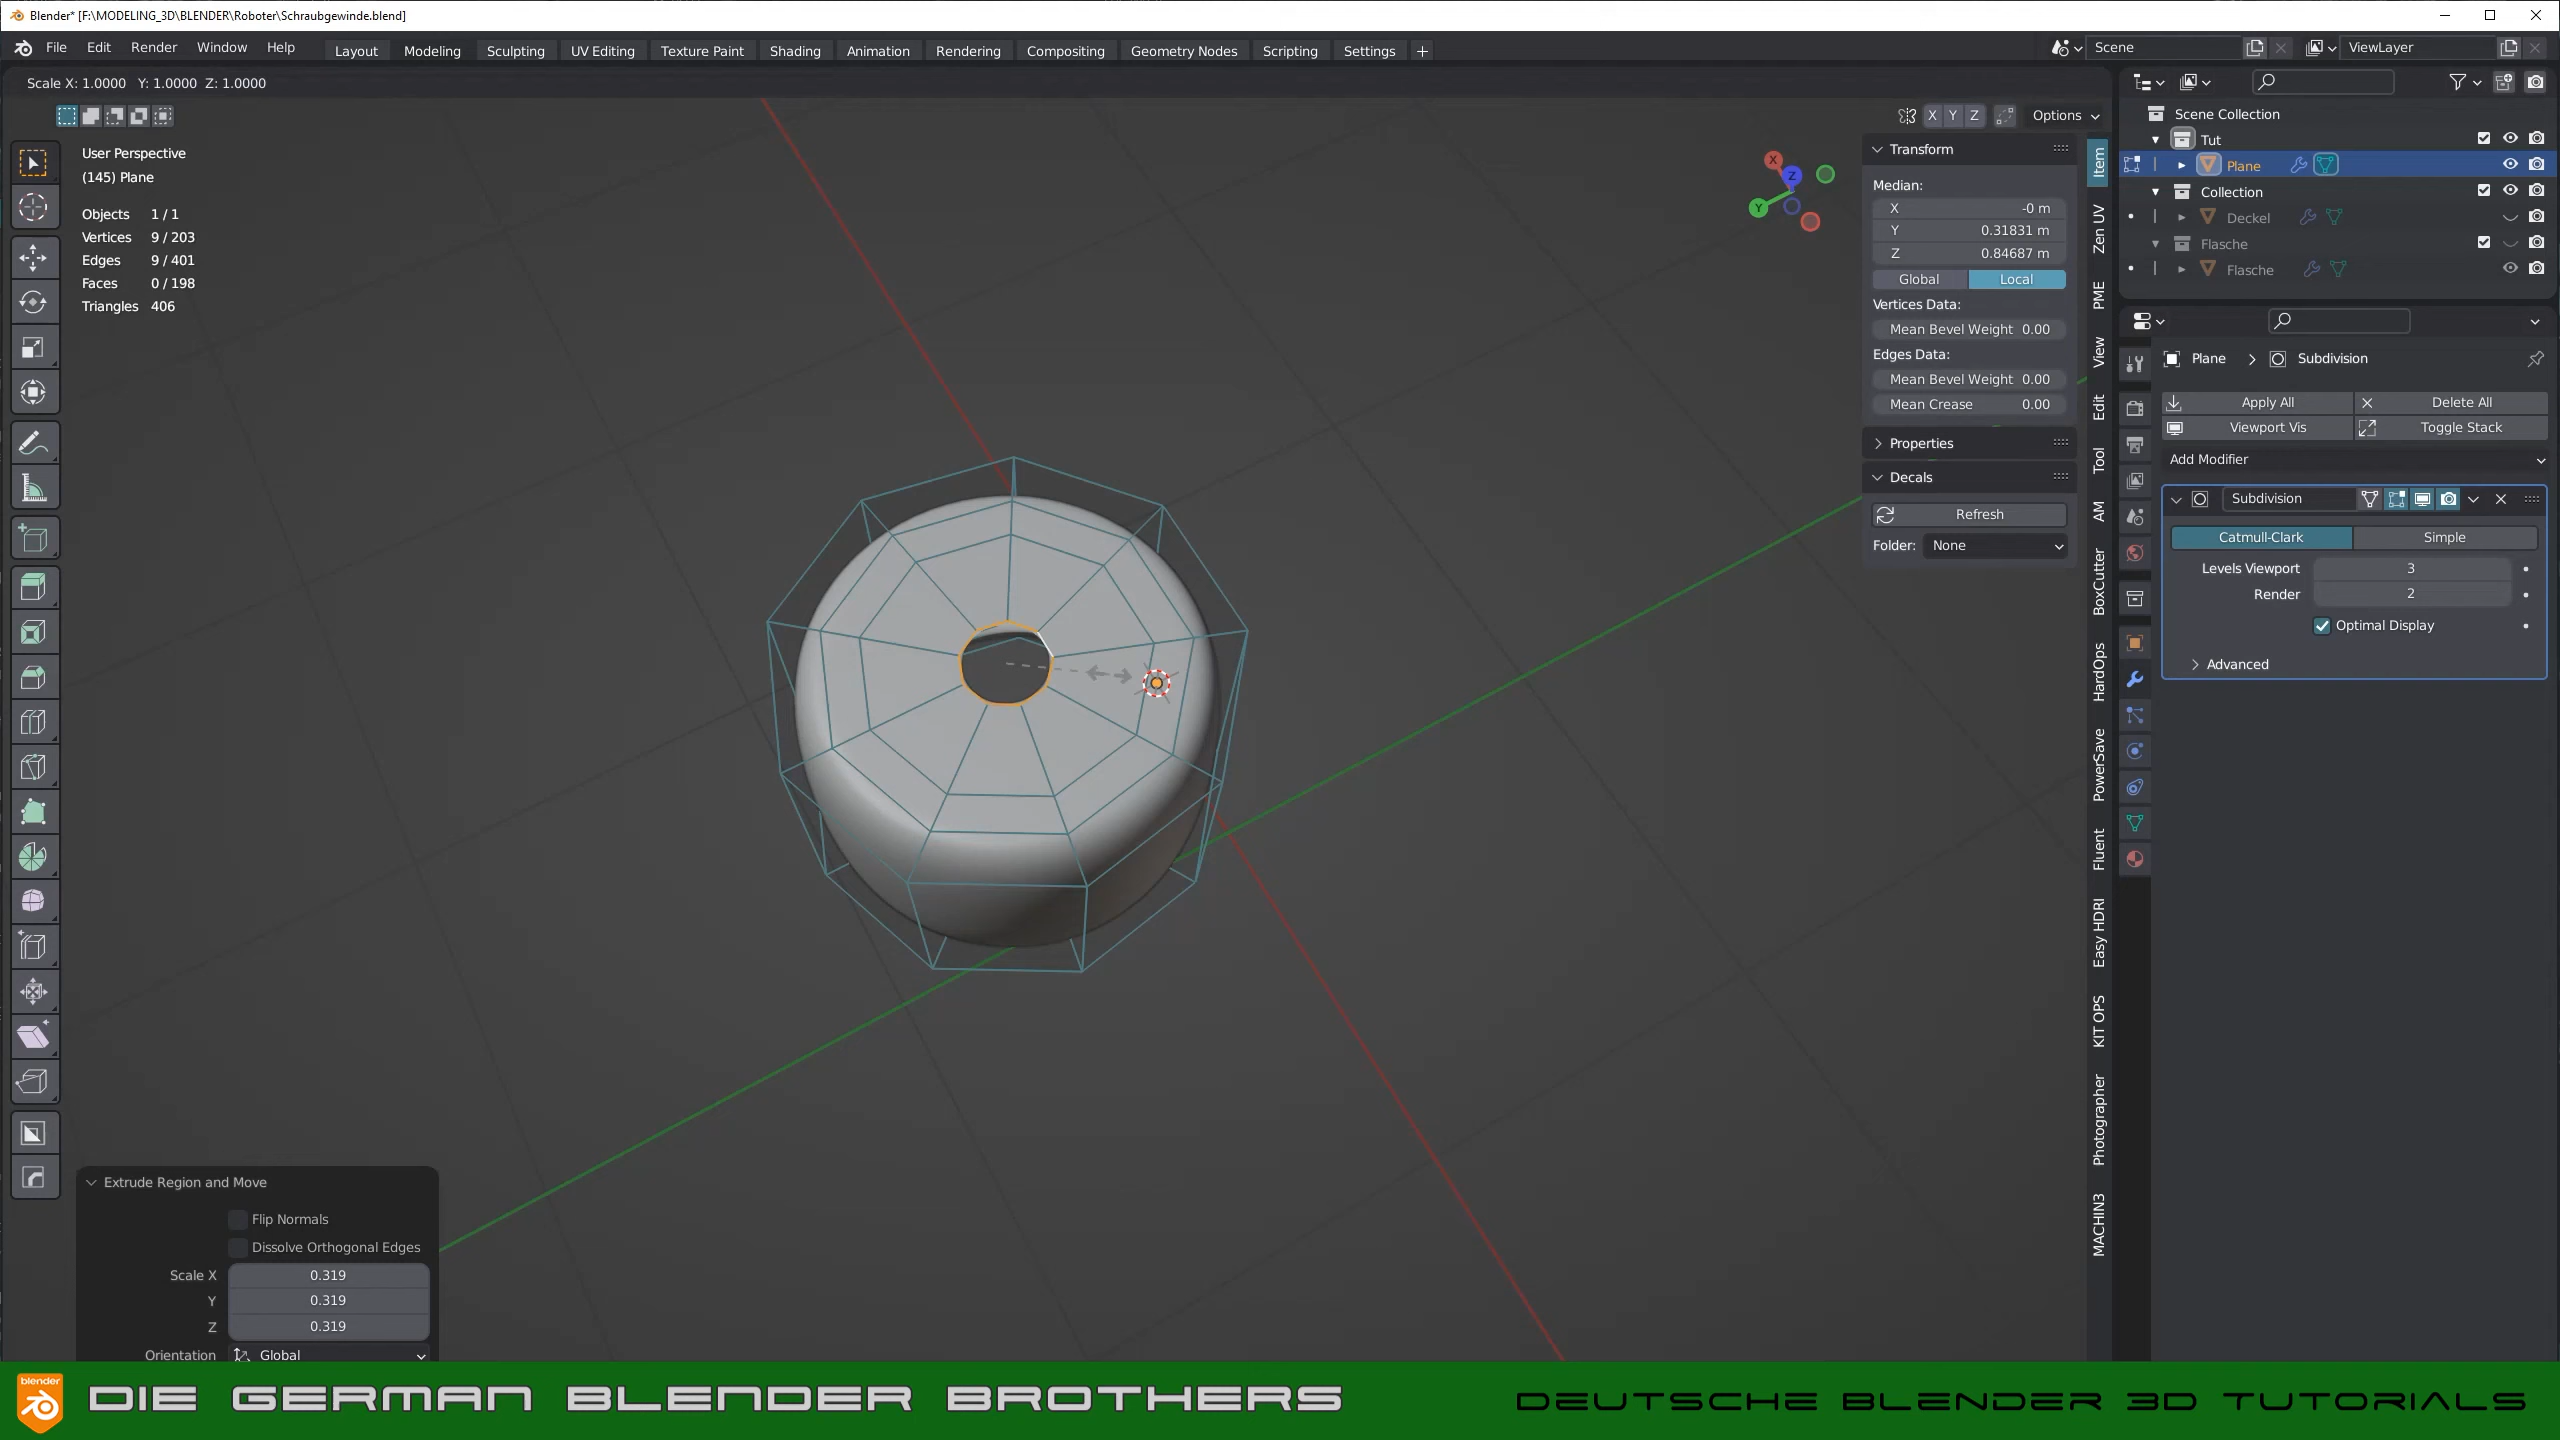 Blender* [F:\MODELING_3D\BLENDER\Roboter\Schraubgewinde.blend]
File Edit Render Window Help Layout Modeling Sculpting UV Editing Texture Paint Shading Animation Rendering Compositing Geometry Nodes Scripting Settings + Scene ViewLayer
Scale X: 1.0000 Y: 1.0000 Z: 1.0000
X Y Z Options
User Perspective
(145) Plane
Objects 1 / 1
Vertices 9 / 203
Edges 9 / 401
Faces 0 / 198
Triangles 406
X
Y
Z
Transform
Median:
X -0 m
Y 0.31831 m
Z 0.84687 m
Global Local
Vertices Data:
Mean Bevel Weight 0.00
Edges Data:
Mean Bevel Weight 0.00
Mean Crease 0.00
Properties
Decals
Refresh
Folder: None
Item
Zen UV
PME
View
Edit
Tool
AM
BoxCutter
HardOps
PowerSave
Fluent
Easy HDRI
KIT OPS
Photographer
MACHIN3
Scene Collection
Tut
Plane
Collection
Deckel
Flasche
Flasche
Plane > Subdivision
Apply All Delete All
Viewport Vis Toggle Stack
Add Modifier
Subdivision
Catmull-Clark Simple
Levels Viewport 3
Render 2
Optimal Display
Advanced
Extrude Region and Move
Flip Normals
Dissolve Orthogonal Edges
Scale X 0.319
Y 0.319
Z 0.319
Orientation Global
blender
DIE GERMAN BLENDER BROTHERS
DEUTSCHE BLENDER 3D TUTORIALS